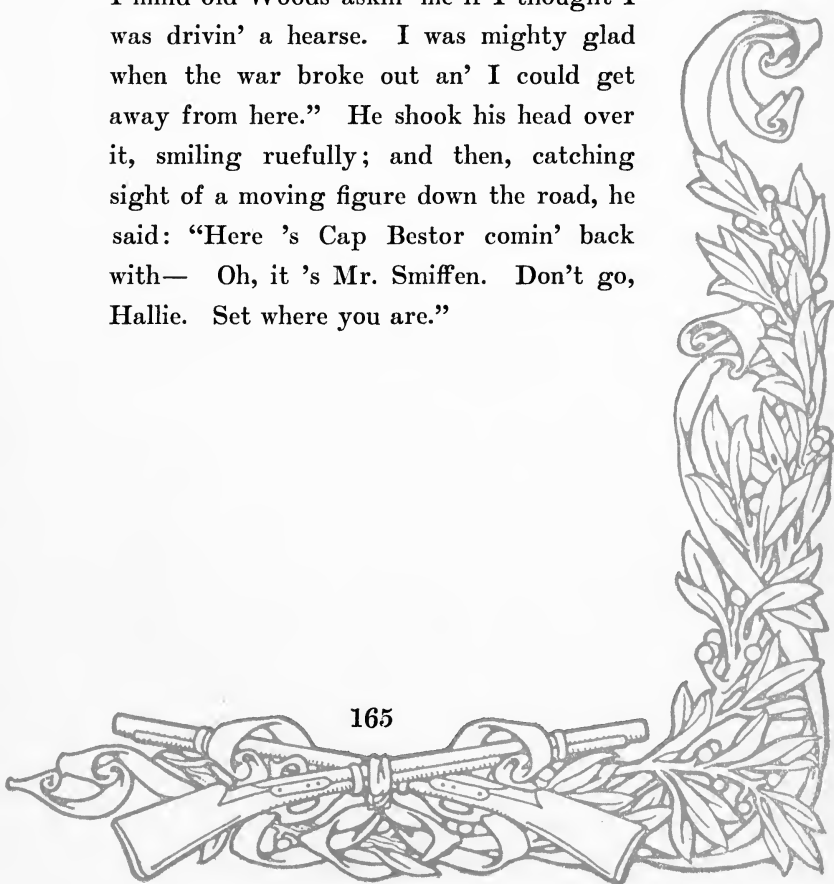 I mind old Woods askin' me if I thought I
was drivin' a hearse. I was mighty glad
when the war broke out an' I could get
away from here.” He shook his head over
it, smiling ruefully; and then, catching
sight of a moving figure down the road, he
said: “Here 's Cap Bestor comin' back
with— Oh, it 's Mr. Smiffen. Don't go,
Hallie. Set where you are.”
165